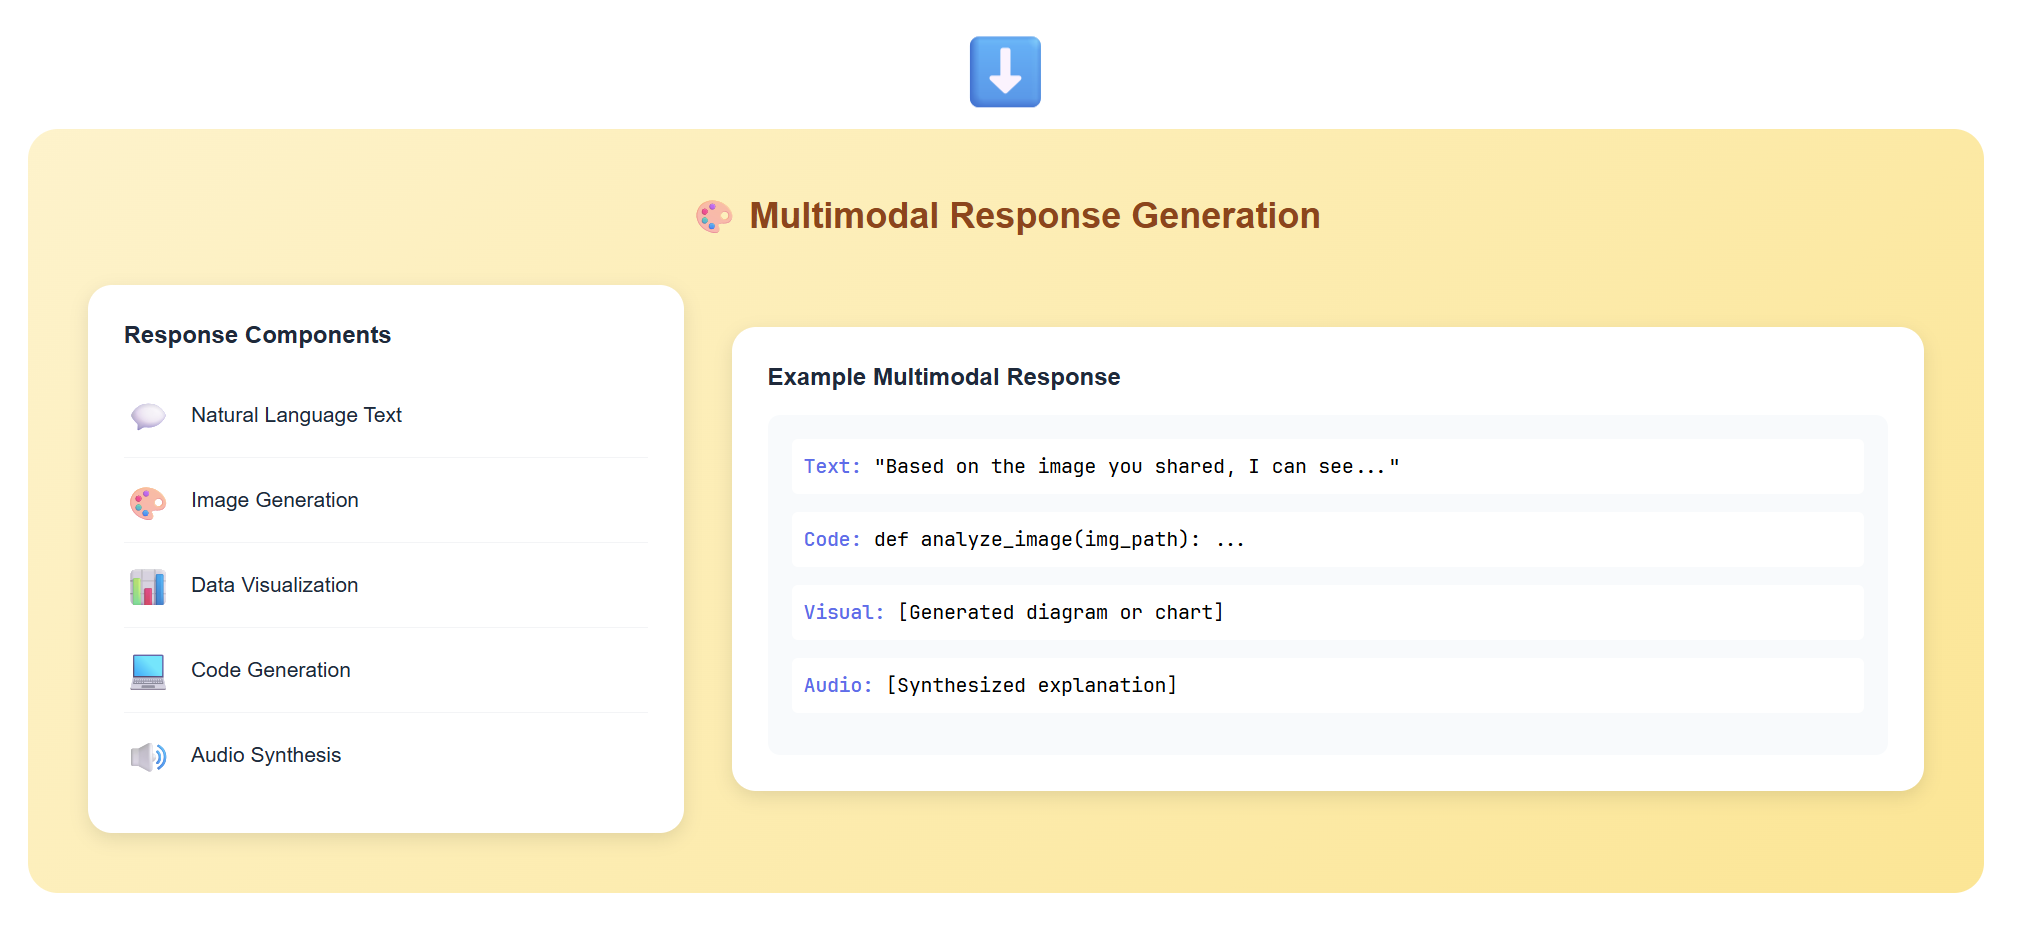 Multimodal Response Generation
Response Components
Natural Language Text
Image Generation
Data Visualization
Code Generation
Audio Synthesis
Example Multimodal Response
Text: "Based on the image you shared, I can see..."
Code: def analyze_image(img_path): ...
Visual: [Generated diagram or chart]
Audio: [Synthesized explanation]